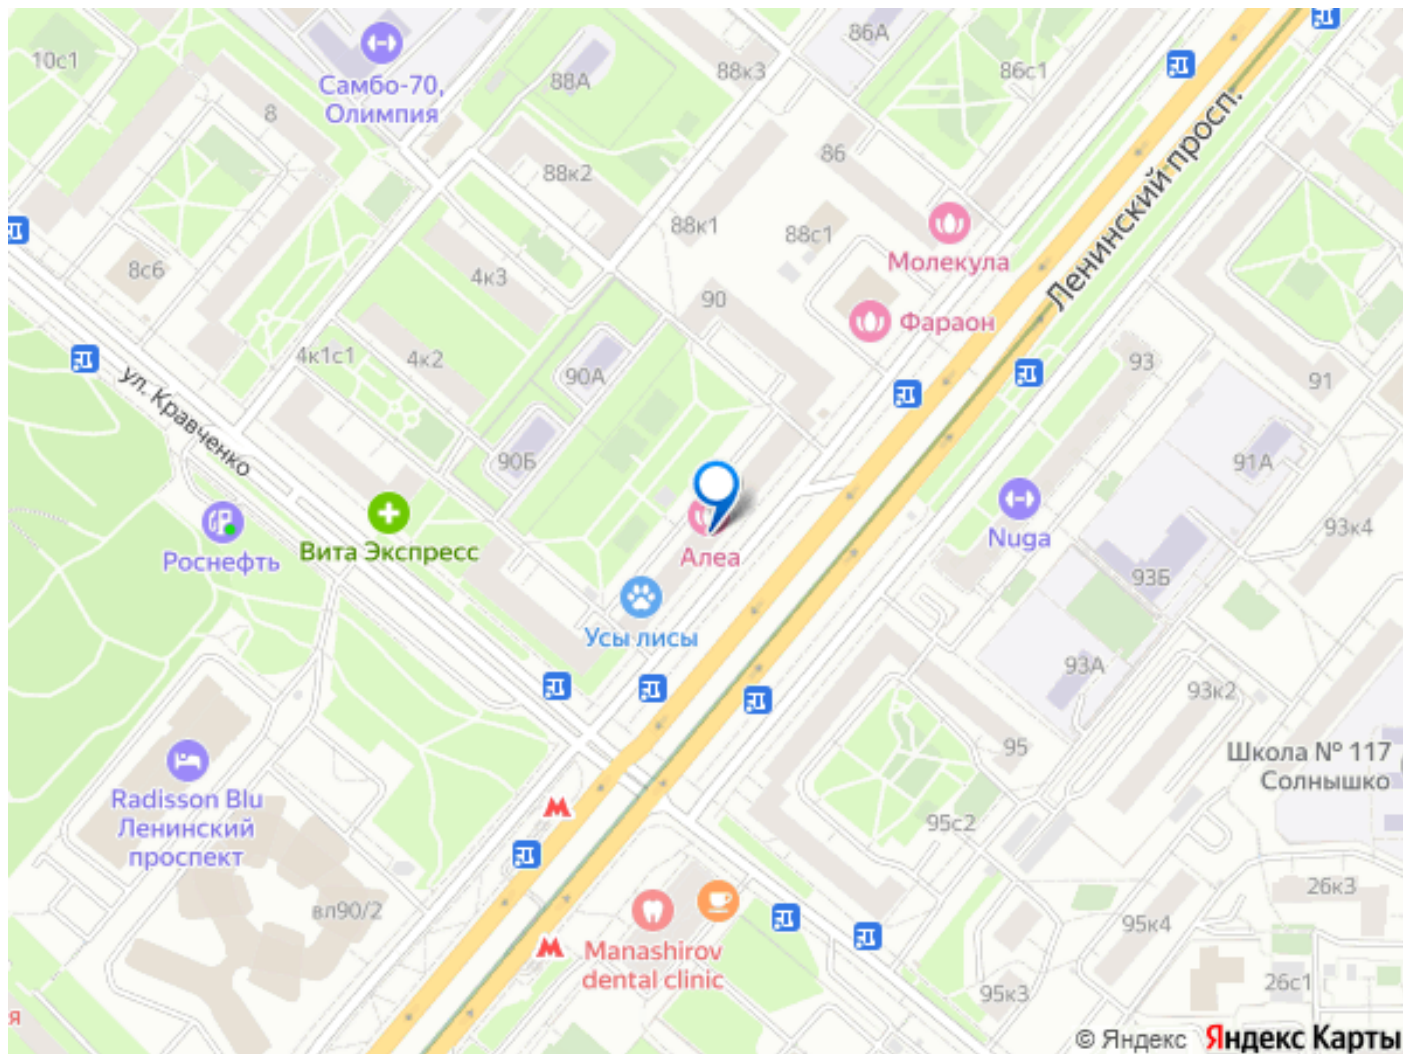 10с1
Самбо-70,
Олимпия
88А
88к3
86А
86с1
8
86
88к2
Ленинский просп.
88к1
88с1
Молекула
8с6
4к3
90
Фараон
4к1с1
4к2
90А
93
91
ул. Кравченко
90Б
91А
Роснефть
Вита Экспресс
Алеа
Nuga
93к4
93Б
Усы лисы
93А
93к2
95
Школа № 117
Солнышко
Radisson Blu
Ленинский
проспект
95с2
вл90/2
26к3
Manashirov
dental clinic
95к4
95к3
26с1
я
© Яндекс Яндекс Карты